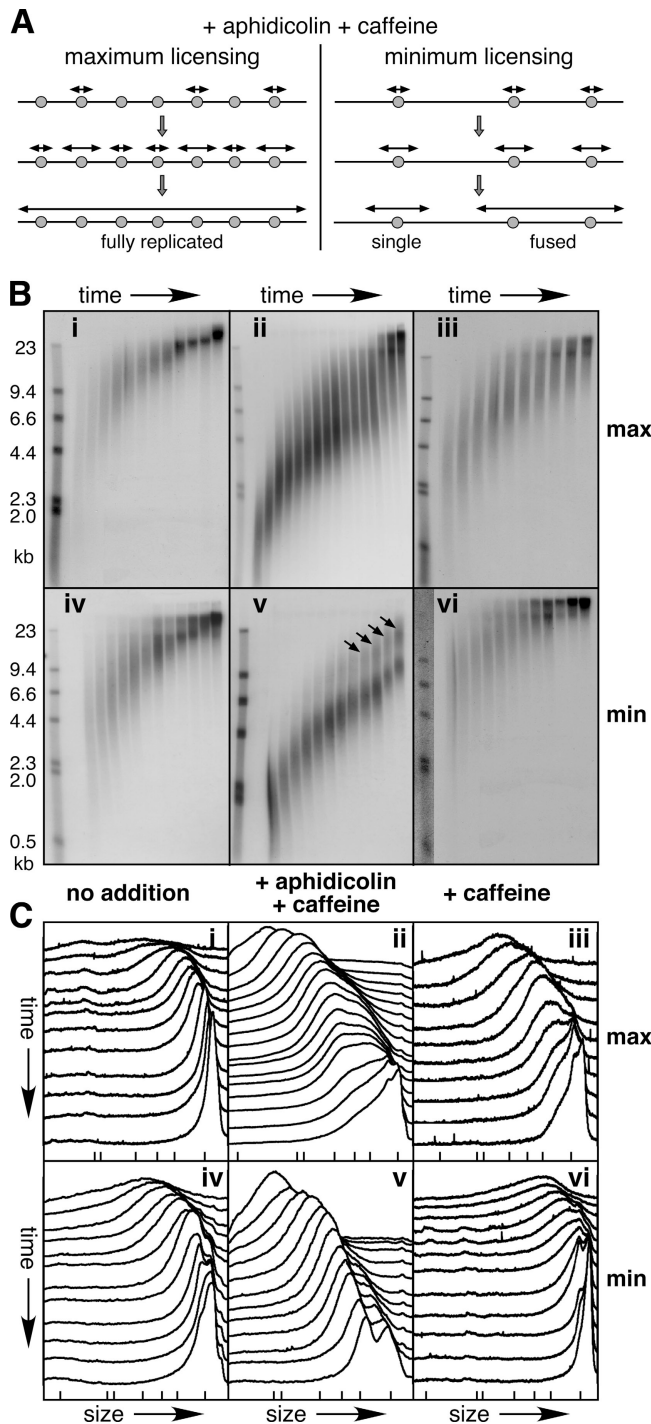 A
+ aphidicolin + caffeine
maximum licensing
minimum licensing
fully replicated
single
fused
B
time
time
time
i
ii
iii
23
9.4
6.6
4.4
2.3
2.0
kb
max
iv
v
vi
23
9.4
6.6
4.4
2.3
2.0
0.5
kb
min
no addition
+ aphidicolin
+ caffeine
+ caffeine
C
i
ii
iii
time
max
iv
v
vi
time
min
size
size
size